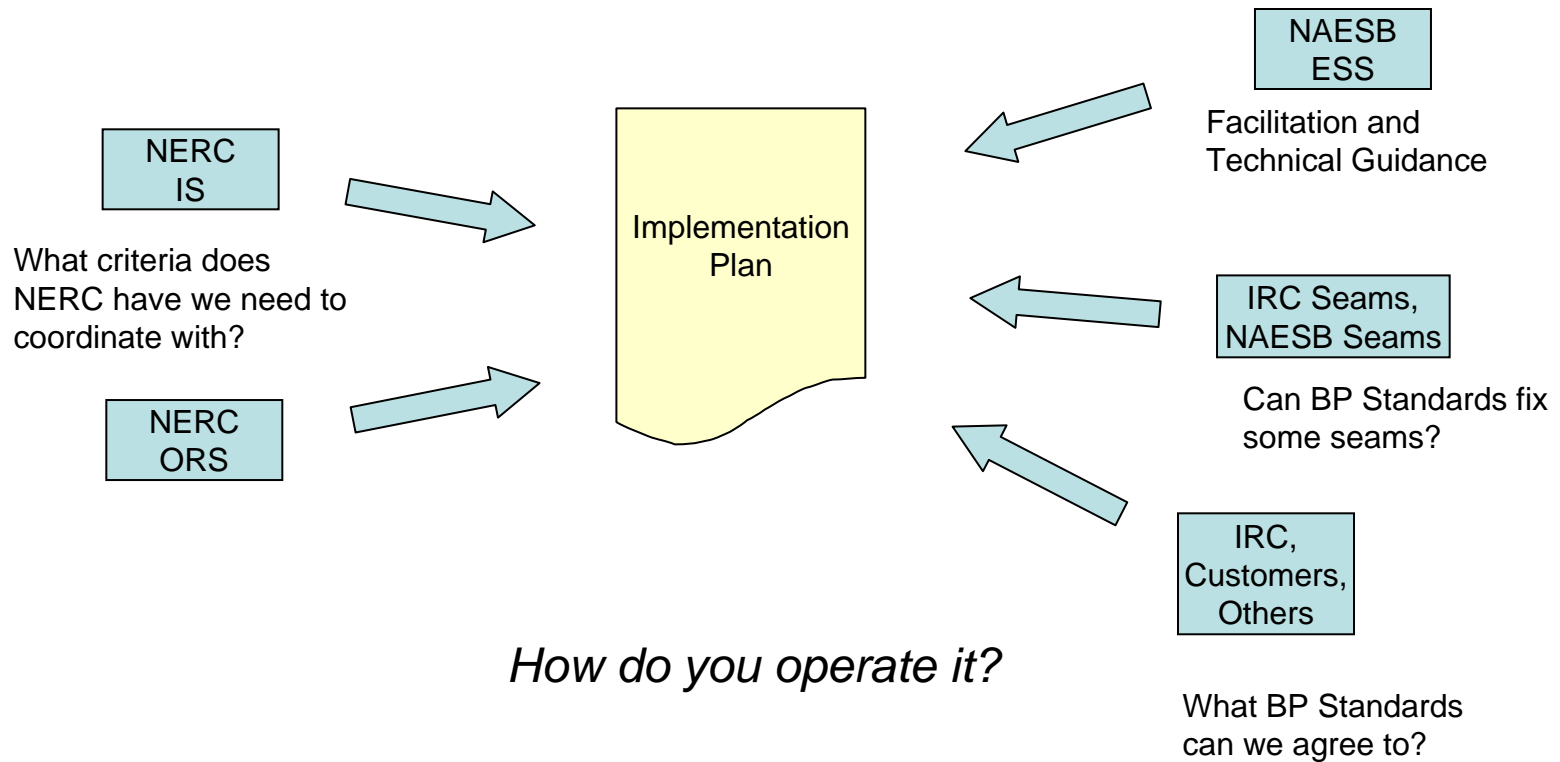 NERC
IS
What criteria does
NERC have we need to
coordinate with?
NERC
ORS
Implementation
Plan
NAESB
ESS
Facilitation and
Technical Guidance
IRC Seams,
NAESB Seams
Can BP Standards fix
some seams?
IRC,
Customers,
Others
What BP Standards
can we agree to?
How do you operate it?